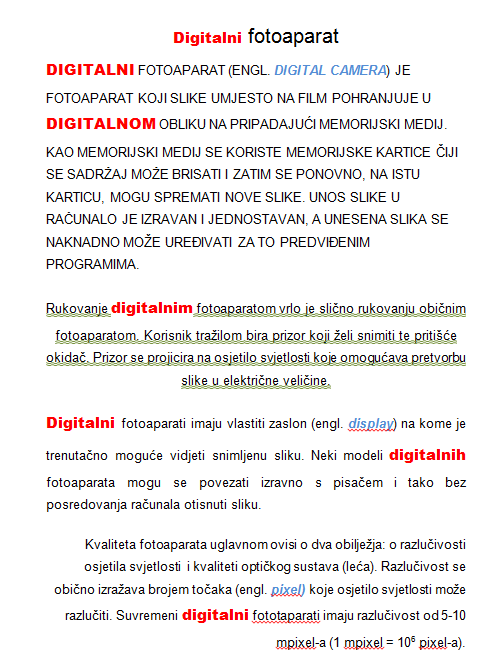 Digitalni fotoaparat
DIGITALNI FOTOAPARAT (ENGL. DIGITAL CAMERA) JE
FOTOAPARAT KOJI SLIKE UMJESTO NA FILM POHRANJUJE U
DIGITALNOM OBLIKU NA PRIPADAJUĆI MEMORIJSKI MEDIJ.
KAO MEMORIJSKI MEDIJ SE KORISTE MEMORIJSKE KARTICE ČIJI
SE SADRŽAJ MOŽE BRISATI I ZATIM SE PONOVNO, NA ISTU
KARTICU, MOGU SPREMATI NOVE SLIKE. UNOS SLIKE U
RAČUNALO JE IZRAVAN I JEDNOSTAVAN, A UNESENA SLIKA SE
NAKNADNO MOŽE UREĐIVATI ZA TO PREDVIĐENIM
PROGRAMIMA.
Rukovanje digitalnim fotoaparatom vrlo je slično rukovanju običnim
fotoaparatom. Korisnik tražilom bira prizor koji želi snimiti te pritišće
okidač. Prizor se projicira na osjetilo svjetlosti koje omogućava pretvorbu
slike u električne veličine.
Digitalni fotoaparati imaju vlastiti zaslon (engl. display) na kome je
trenutačno moguće vidjeti snimljenu sliku. Neki modeli digitalnih
fotoaparata mogu se povezati izravno s pisačem i tako bez
posredovanja računala otisnuti sliku.
Kvaliteta fotoaparata uglavnom ovisi o dva obilježja: o razlučivosti
osjetila svjetlosti i kvaliteti optičkog sustava (leća). Razlučivost se
obično izražava brojem točaka (engl. pixel) koje osjetilo svjetlosti može
razlučiti. Suvremeni digitalni fototaparati imaju razlučivost od 5-10
mpixel-a (1 mpixel = 10⁶ pixel-a).